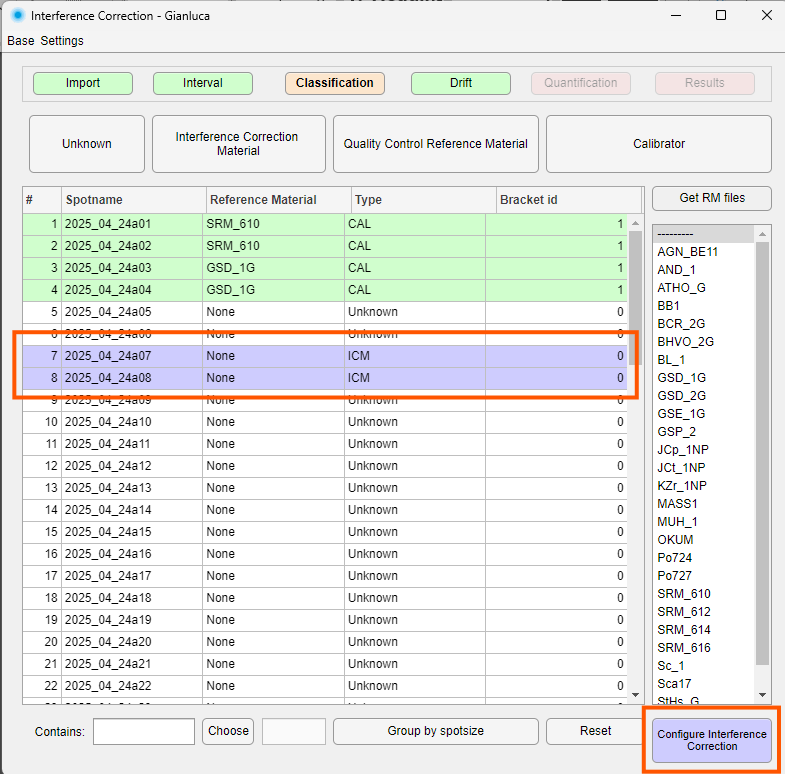 Interference Correction - Gianluca
Base Settings
Import Interval Classification Drift Quantification Results
Unknown
Interference Correction
Material
Quality Control Reference Material
Calibrator
# Spotname Reference Material Type Bracket id
1 2025_04_24a01 SRM_610 CAL 1
2 2025_04_24a02 SRM_610 CAL 1
3 2025_04_24a03 GSD_1G CAL 1
4 2025_04_24a04 GSD_1G CAL 1
5 2025_04_24a05 None Unknown 0
6 2025_04_24a06 None Unknown 0
7 2025_04_24a07 None ICM 0
8 2025_04_24a08 None ICM 0
9 2025_04_24a09 None Unknown 0
10 2025_04_24a10 None Unknown 0
11 2025_04_24a11 None Unknown 0
12 2025_04_24a12 None Unknown 0
13 2025_04_24a13 None Unknown 0
14 2025_04_24a14 None Unknown 0
15 2025_04_24a15 None Unknown 0
16 2025_04_24a16 None Unknown 0
17 2025_04_24a17 None Unknown 0
18 2025_04_24a18 None Unknown 0
19 2025_04_24a19 None Unknown 0
20 2025_04_24a20 None Unknown 0
21 2025_04_24a21 None Unknown 0
22 2025_04_24a22 None Unknown 0
Get RM files
---------
AGN_BE11
AND_1
ATHO_G
BB1
BCR_2G
BHVO_2G
BL_1
GSD_1G
GSD_2G
GSE_1G
GSP_2
JCp_1NP
JCt_1NP
KZr_1NP
MASS1
MUH_1
OKUM
Po724
Po727
SRM_610
SRM_612
SRM_614
SRM_616
Sc_1
Sca17
StHs_G
Contains: Choose Group by spotsize Reset
Configure Interference
Correction